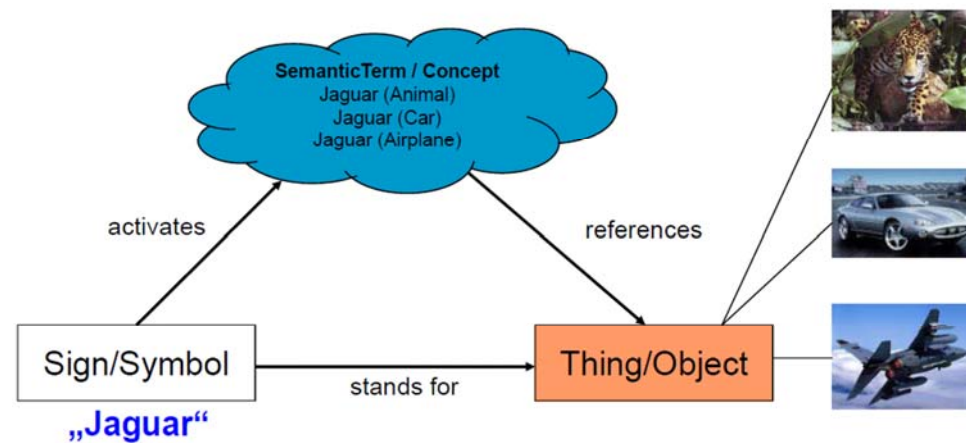 SemanticTerm / Concept
Jaguar (Animal)
Jaguar (Car)
Jaguar (Airplane)
activates
references
Sign/Symbol
Thing/Object
stands for
„Jaguar“